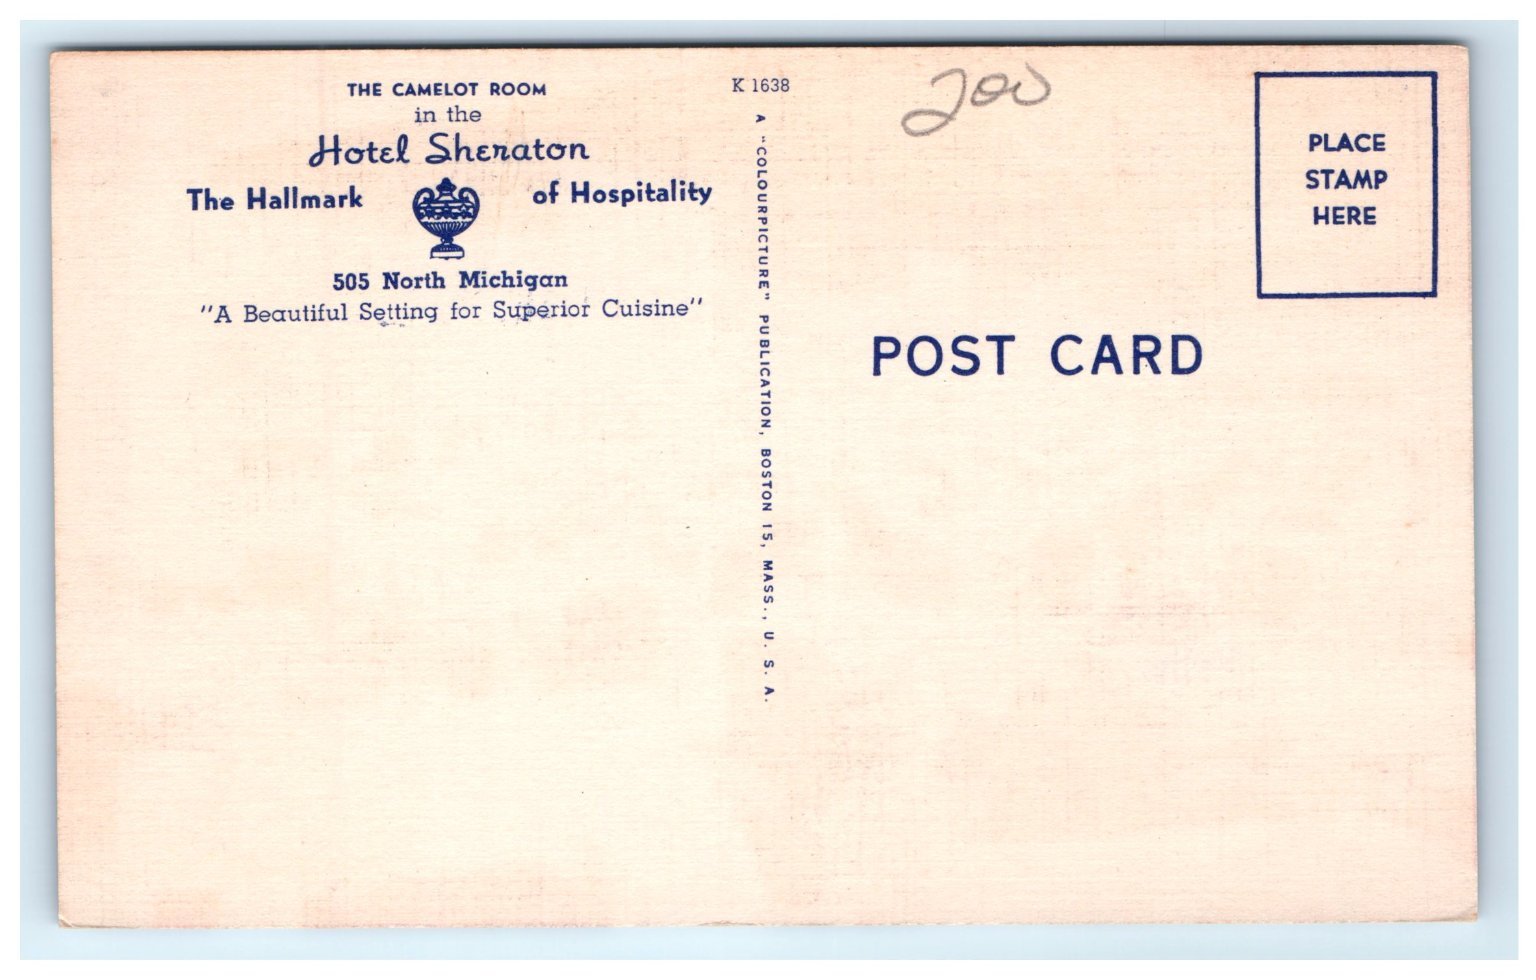 THE CAMELOT ROOM
in the
Hotel Sheraton
The Hallmark of Hospitality
505 North Michigan
"A Beautiful Setting for Superior Cuisine"
K 1638
A "COLOURPICTURE" PUBLICATION, BOSTON 15, MASS., U. S. A.
200
PLACE
STAMP
HERE
POST CARD